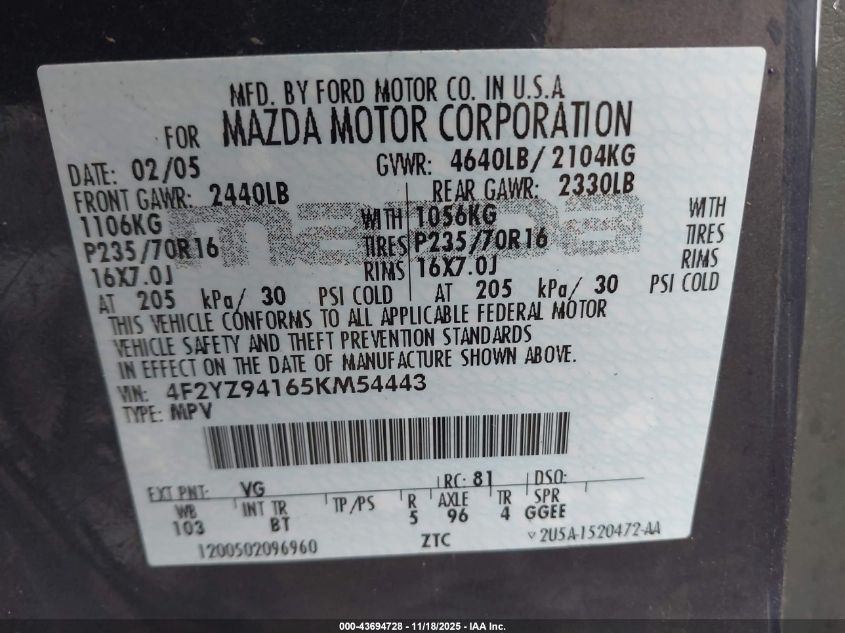 MFD. BY FORD MOTOR CO. IN U.S.A
FOR MAZDA MOTOR CORPORATION
DATE: 02/05 GVWR: 4640LB/ 2104KG
FRONT GAWR: 2440LB REAR GAWR: 2330LB
1106KG WITH 1056KG WITH
P235/70R16 TIRES P235/70R16 TIRES
16X7.0J RIMS 16X7.0J RIMS
AT 205 kPa/ 30 PSI COLD AT 205 kPa/ 30 PSI COLD
THIS VEHICLE CONFORMS TO ALL APPLICABLE FEDERAL MOTOR
VEHICLE SAFETY AND THEFT PREVENTION STANDARDS
IN EFFECT ON THE DATE OF MANUFACTURE SHOWN ABOVE.
VIN: 4F2YZ94165KM54443
TYPE: MPV
mazda
EXT PNT: VG RC: 81 DSO:
WB INT TR TP/PS R AXLE TR SPR
103 BT 5 96 4 GGEE
1200502096960 ZTC 2U5A-1520472-AA
000-43694728 - 11/18/2025 - IAA Inc.